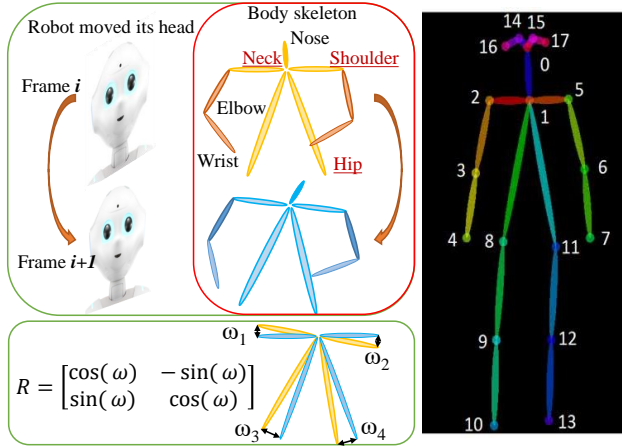 Robot moved its head
Frame i
Frame i+1
Body skeleton
Nose
Neck
Shoulder
Elbow
Wrist
Hip
R = [cos(ω) −sin(ω)
sin(ω) cos(ω)]
ω1
ω2
ω3
ω4
14 15
16 17
0
2 1 5
3 6
4 7
8 11
9 12
10 13